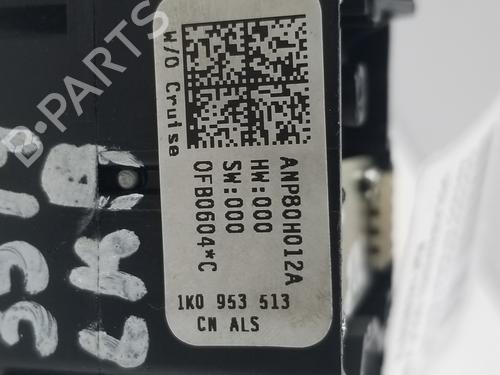 B-PARTS
W/O Cruise
ANP80H012A
HW:000
SW:000
0FB0604*C
1K0 953 513
CN ALS